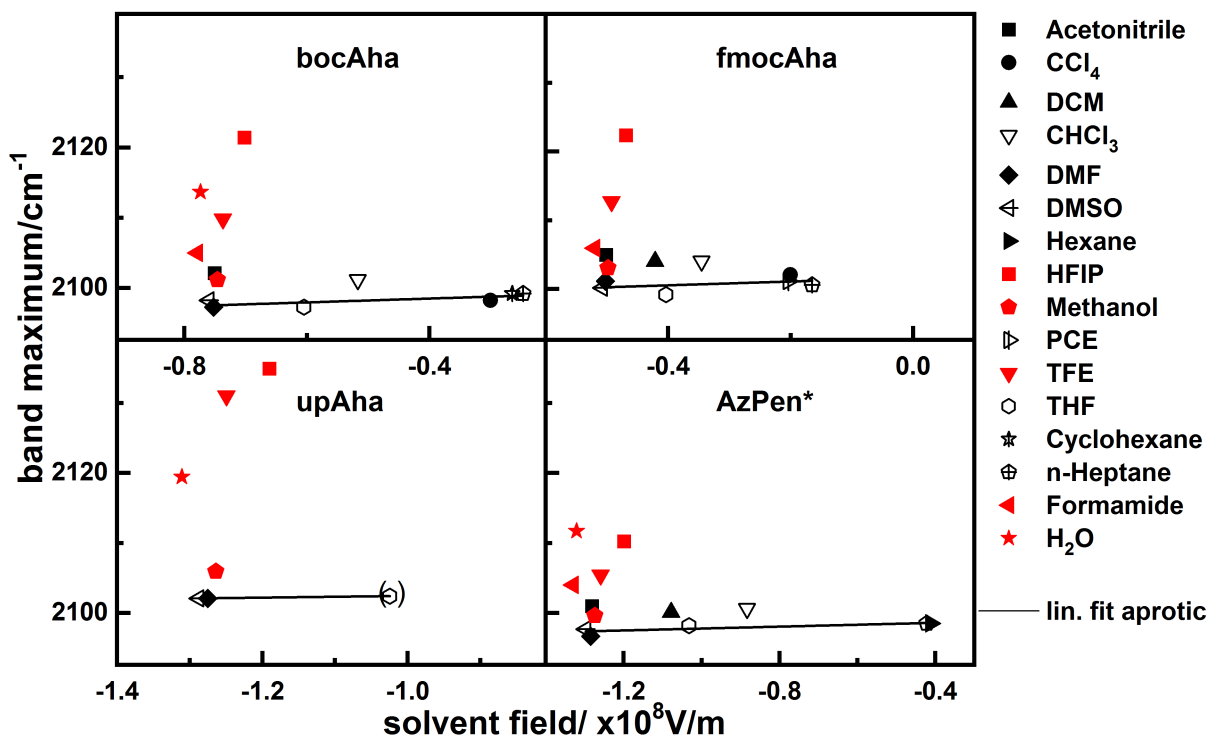 bocAha
fmocAha
2120
2100
-0.8
-0.4
-0.4
0.0
upAha
AzPen*
2120
2100
( )
-1.4
-1.2
-1.0
-1.2
-0.8
-0.4
band maximum/cm⁻¹
solvent field/ x10⁸V/m
Acetonitrile
CCl₄
DCM
CHCl₃
DMF
DMSO
Hexane
HFIP
Methanol
PCE
TFE
THF
Cyclohexane
n-Heptane
Formamide
H₂O
lin. fit aprotic